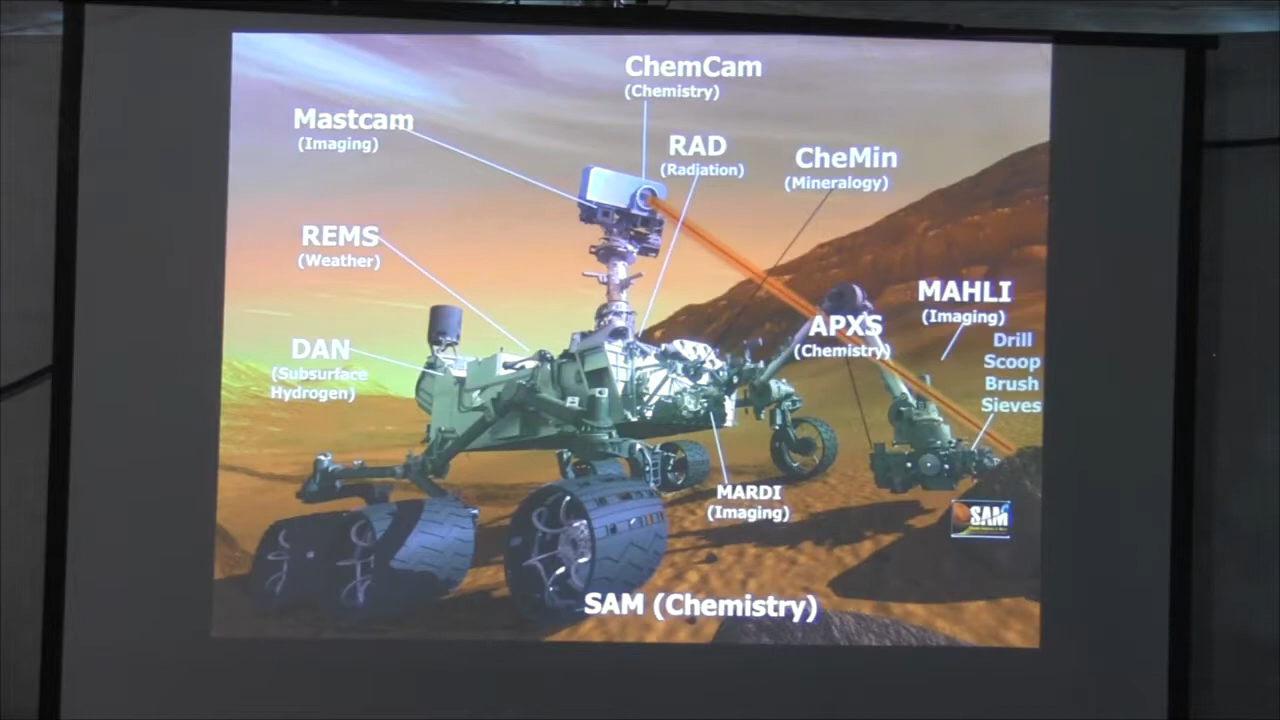 ChemCam
(Chemistry)
Mastcam
(Imaging)
RAD
(Radiation)
CheMin
(Mineralogy)
REMS
(Weather)
MAHLI
(Imaging)
APXS
(Chemistry)
Drill
Scoop
Brush
Sieves
DAN
(Subsurface
Hydrogen)
MARDI
(Imaging)
SAM
SAM (Chemistry)